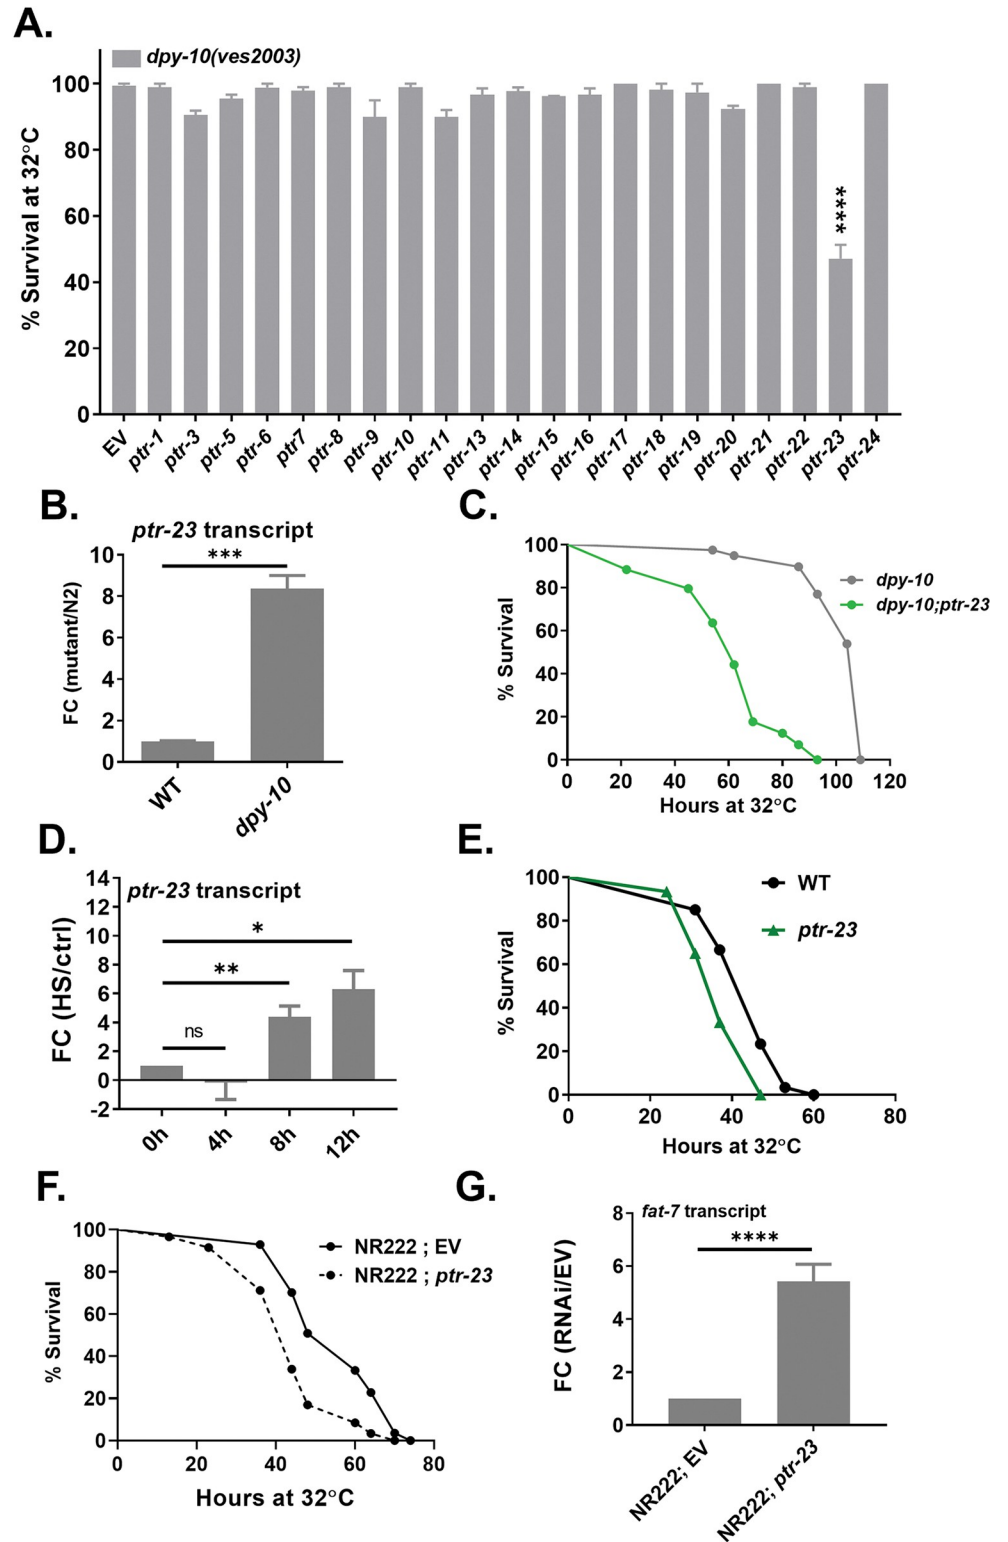 A.
dpy-10(ves2003)
% Survival at 32°C
100
80
60
40
20
0
EV ptr-1 ptr-3 ptr-5 ptr-6 ptr7 ptr-8 ptr-9 ptr-10 ptr-11 ptr-13 ptr-14 ptr-15 ptr-16 ptr-17 ptr-18 ptr-19 ptr-20 ptr-21 ptr-22 ptr-23 ptr-24
****
B.
ptr-23 transcript
***
FC (mutant/N2)
10
8
6
4
2
0
WT dpy-10
C.
% Survival
100
80
60
40
20
0
0 20 40 60 80 100 120
Hours at 32°C
dpy-10
dpy-10;ptr-23
D.
ptr-23 transcript
FC (HS/ctrl)
14
12
10
8
6
4
2
0
-2
*
**
ns
0h 4h 8h 12h
E.
% Survival
100
80
60
40
20
0
0 20 40 60 80
Hours at 32°C
WT
ptr-23
F.
% Survival
100
80
60
40
20
0
0 20 40 60 80
Hours at 32°C
NR222 ; EV
NR222 ; ptr-23
G.
fat-7 transcript
****
FC (RNAi/EV)
8
6
4
2
0
NR222; EV NR222; ptr-23